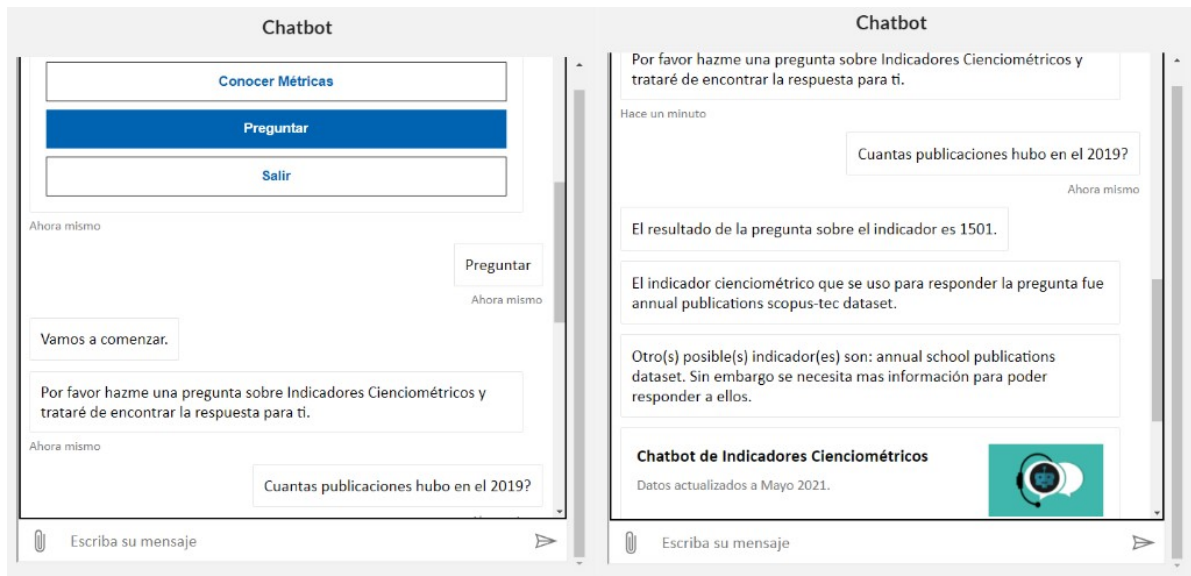 Chatbot
Conocer Métricas
Preguntar
Salir
Ahora mismo
Preguntar
Ahora mismo
Vamos a comenzar.
Por favor hazme una pregunta sobre Indicadores Cienciométricos y
trataré de encontrar la respuesta para ti.
Ahora mismo
Cuantas publicaciones hubo en el 2019?
Escriba su mensaje
Chatbot
Por favor hazme una pregunta sobre Indicadores Cienciométricos y
trataré de encontrar la respuesta para ti.
Hace un minuto
Cuantas publicaciones hubo en el 2019?
Ahora mismo
El resultado de la pregunta sobre el indicador es 1501.
El indicador cienciométrico que se uso para responder la pregunta fue
annual publications scopus-tec dataset.
Otro(s) posible(s) indicador(es) son: annual school publications
dataset. Sin embargo se necesita mas información para poder
responder a ellos.
Chatbot de Indicadores Cienciométricos
Datos actualizados a Mayo 2021.
Escriba su mensaje